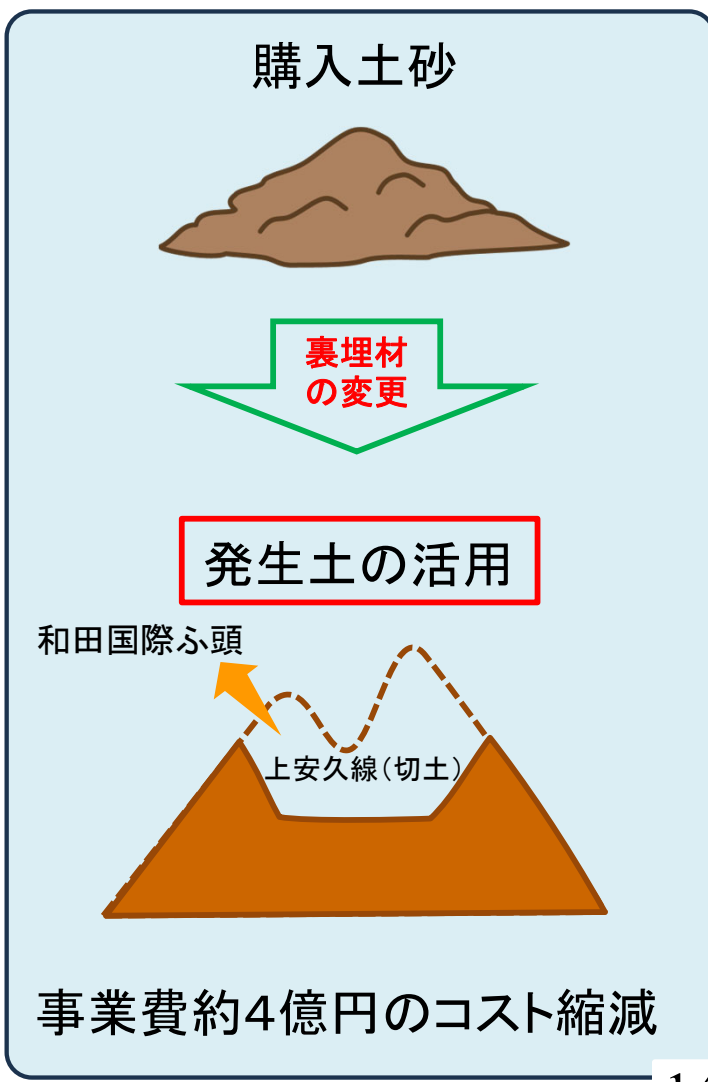 購入土砂
裏埋材
の変更
発生土の活用
和田国際ふ頭
上安久線(切土)
事業費約4億円のコスト縮減